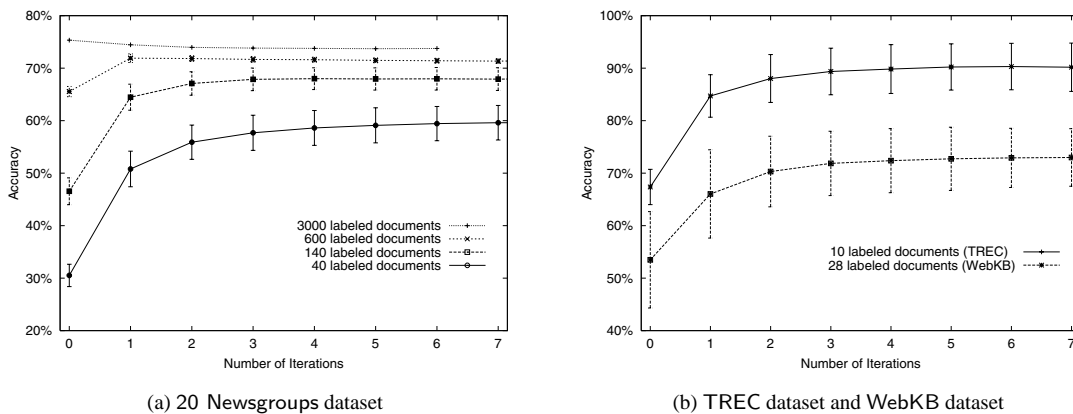 80%
70%
60%
50%
40%
30%
20%
Accuracy
0 1 2 3 4 5 6 7
Number of Iterations
3000 labeled documents
600 labeled documents
140 labeled documents
40 labeled documents
(a) 20 Newsgroups dataset
100%
90%
80%
70%
60%
50%
40%
Accuracy
0 1 2 3 4 5 6 7
Number of Iterations
10 labeled documents (TREC)
28 labeled documents (WebKB)
(b) TREC dataset and WebKB dataset